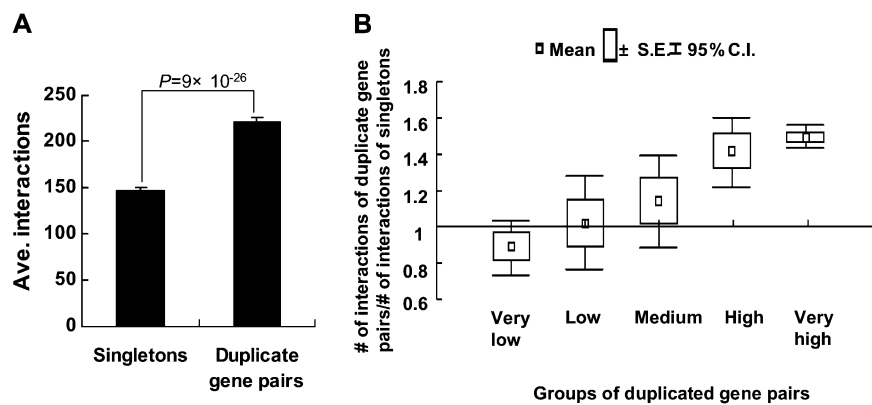 A
P=9× 10-26
Ave. interactions
250
200
150
100
50
0
Singletons
Duplicate
gene pairs
B
Mean ± S.E. 95% C.I.
# of interactions of duplicate gene
pairs/# of interactions of singletons
1.8
1.6
1.4
1.2
1
0.8
0.6
Very
low
Low
Medium
High
Very
high
Groups of duplicated gene pairs